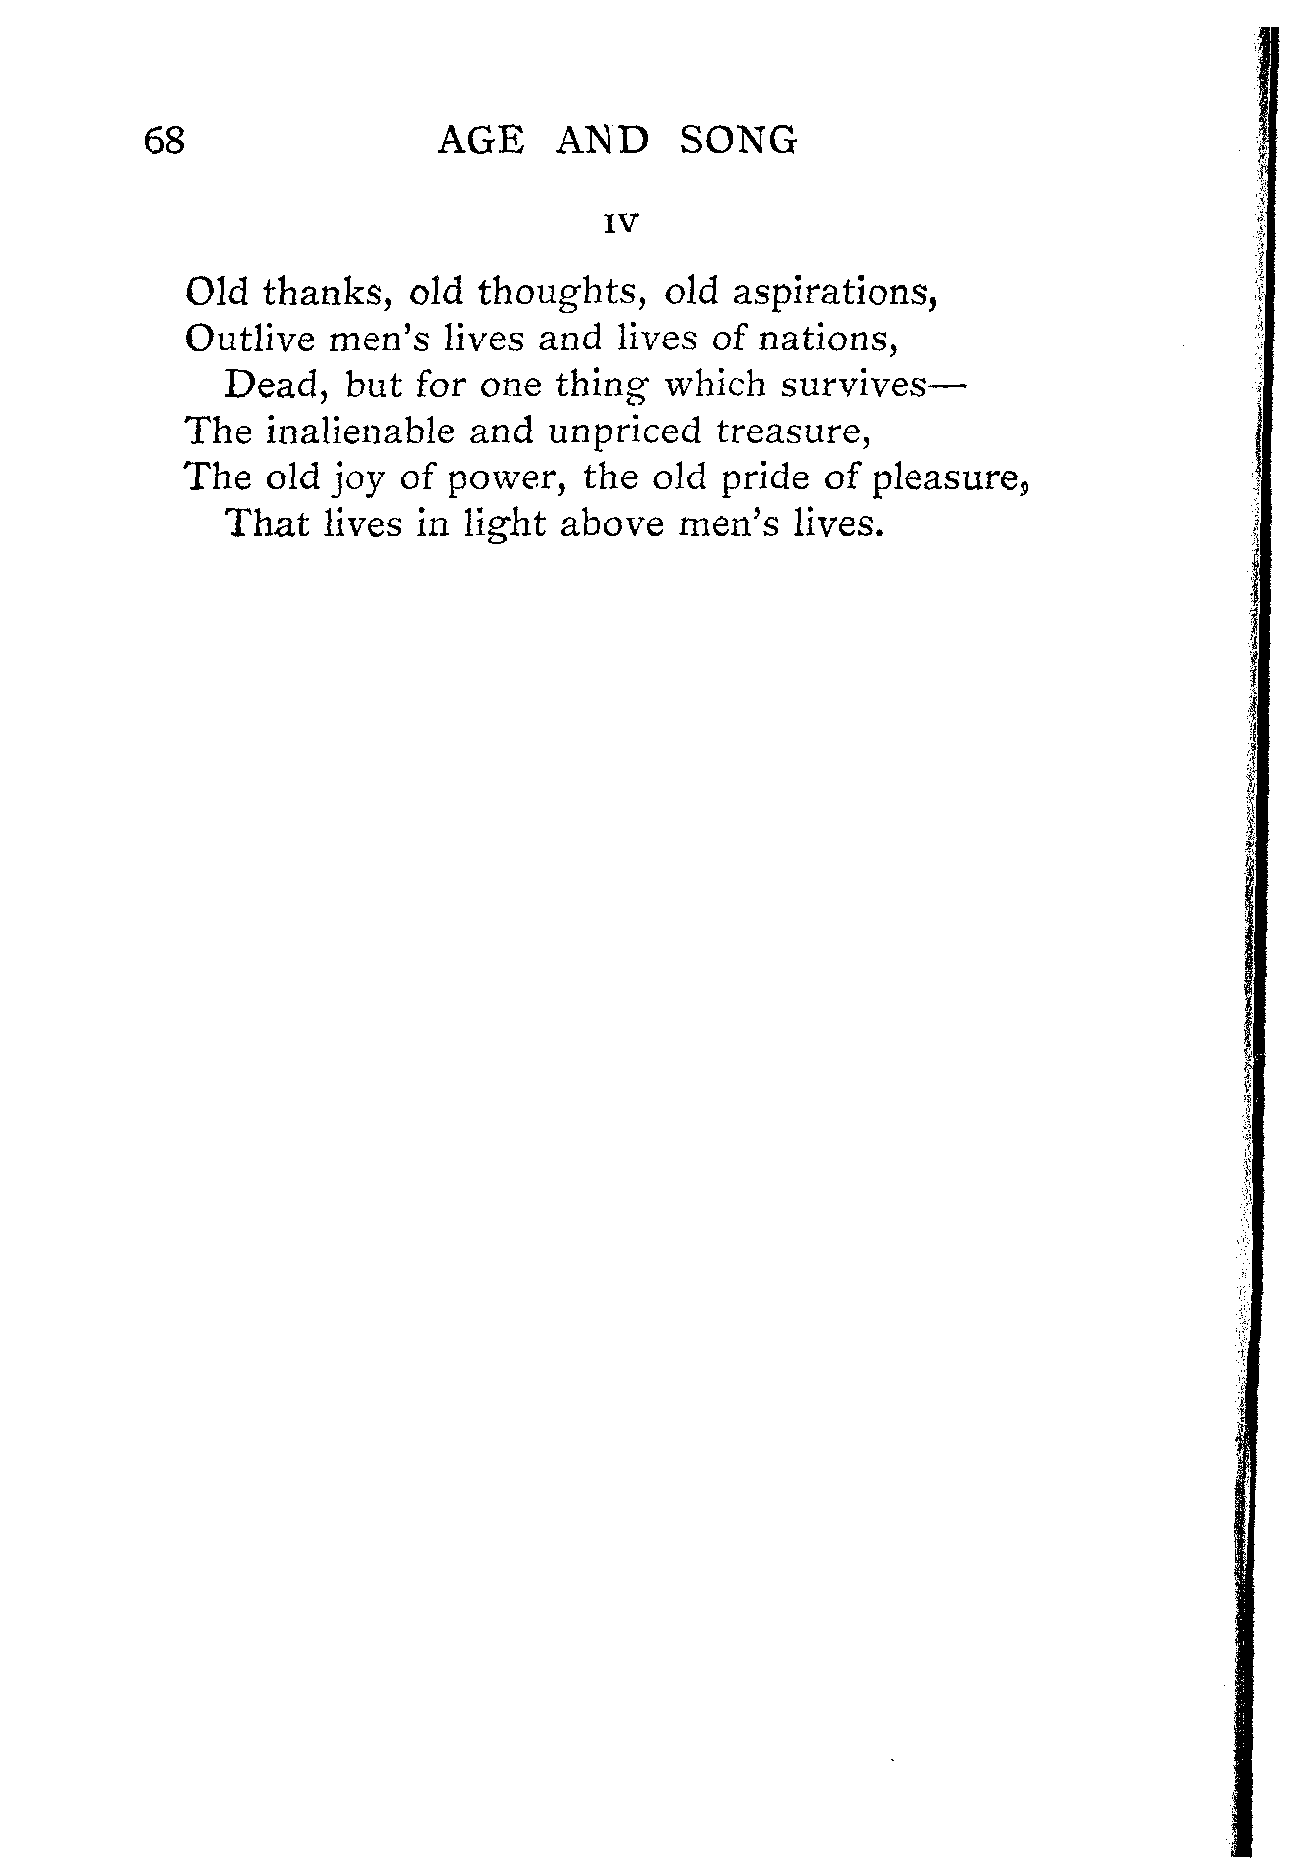 68 AGE AND SONG
IV
Old thanks, old thoughts, old aspirations,
Outlive men's lives and lives of nations,
Dead, but for one thing which survives—
The inalienable and unpriced treasure,
The old joy of power, the old pride of pleasure,
That lives in light above men's lives.